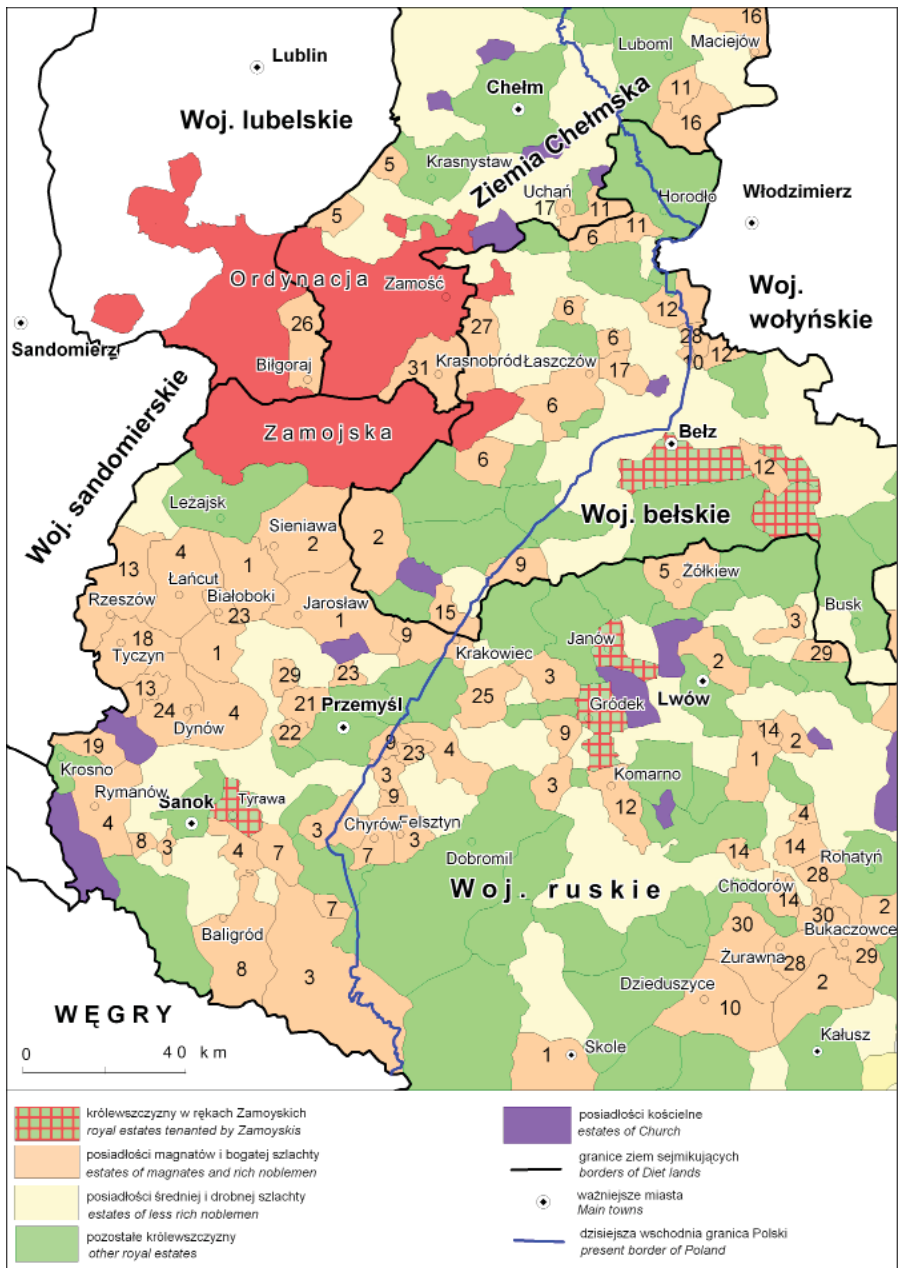 16
Luboml
Maciejów
Lublin
Chełm
11
16
Woj. lubelskie
Ziemia Chełmska
5
Krasnystaw
Uchań
Horodło
Włodzimierz
5
17
11
6
11
Ordynacja
Zamość
Woj.
wołyńskie
Sandomierz
26
27
6
12
28
Biłgoraj
31
Krasnobród
Łaszczów
6
17
10
12
6
Woj. sandomierskie
Zamojska
6
Bełz
12
Leżajsk
Sieniawa
Woj. bełskie
2
2
4
13
1
9
Łańcut
5
Żółkiew
Rzeszów
Białoboki
23
Jarosław
15
Busk
1
3
18
9
Janów
Tyczyn
1
Krakowiec
29
29
23
3
2
13
25
Lwów
24
4
21
Przemyśl
Gródek
Dynów
22
9
14
2
19
9
23
4
1
Krosno
3
Komarno
Rymanów
Sanok
Tyrawa
9
3
12
4
4
8
3
4
7
3
Chyrów
Felsztyn
7
3
14
14
Rohatyń
Dobromil
Chodorów
28
Woj. ruskie
14
7
30
30
2
Baligród
Bukaczowce
8
3
Żurawna
28
29
2
WĘGRY
Dzieduszyce
10
0 40 km
1
Skole
Kałusz
królewszczyzny w rękach Zamoyskich
royal estates tenanted by Zamoyskis
posiadłości magnatów i bogatej szlachty
estates of magnates and rich noblemen
posiadłości średniej i drobnej szlachty
estates of less rich noblemen
pozostałe królewszczyzny
other royal estates
posiadłości kościelne
estates of Church
granice ziem sejmikujących
borders of Diet lands
ważniejsze miasta
Main towns
dzisiejsza wschodnia granica Polski
present border of Poland